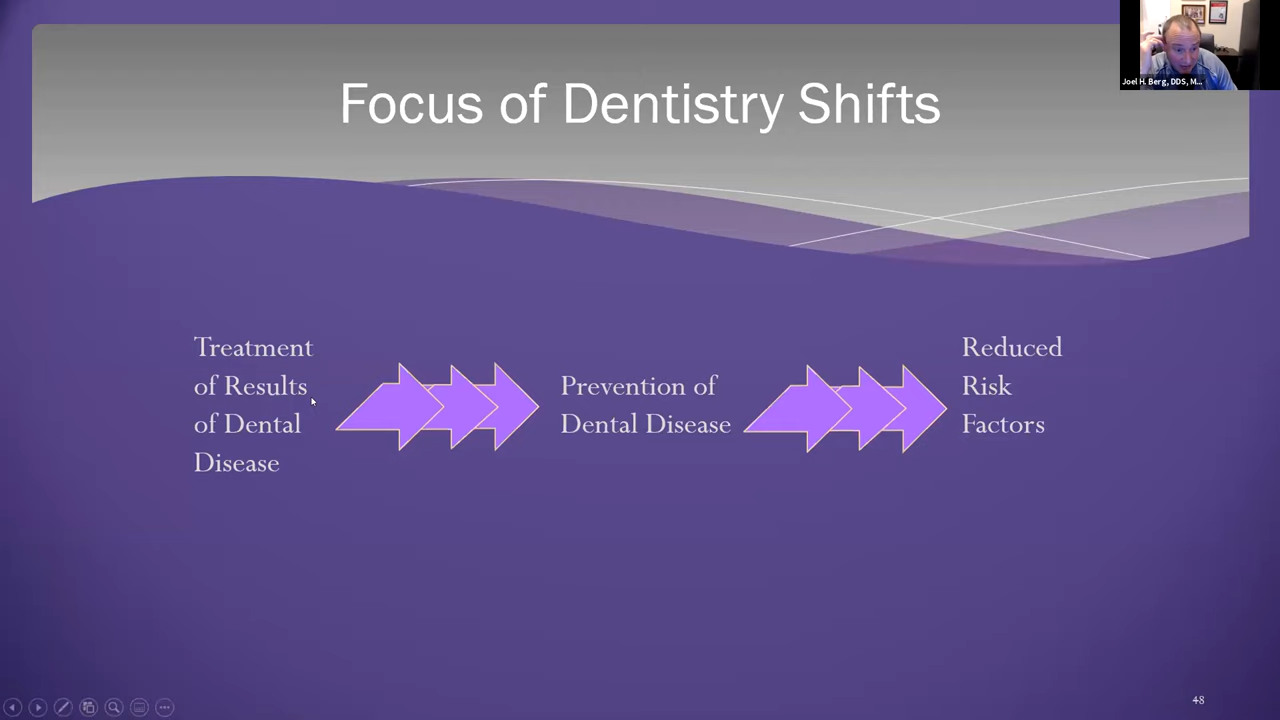 Joel H. Berg, DDS, M...
Focus of Dentistry Shifts
Treatment
of Results
of Dental
Disease
Prevention of
Dental Disease
Reduced
Risk
Factors
48